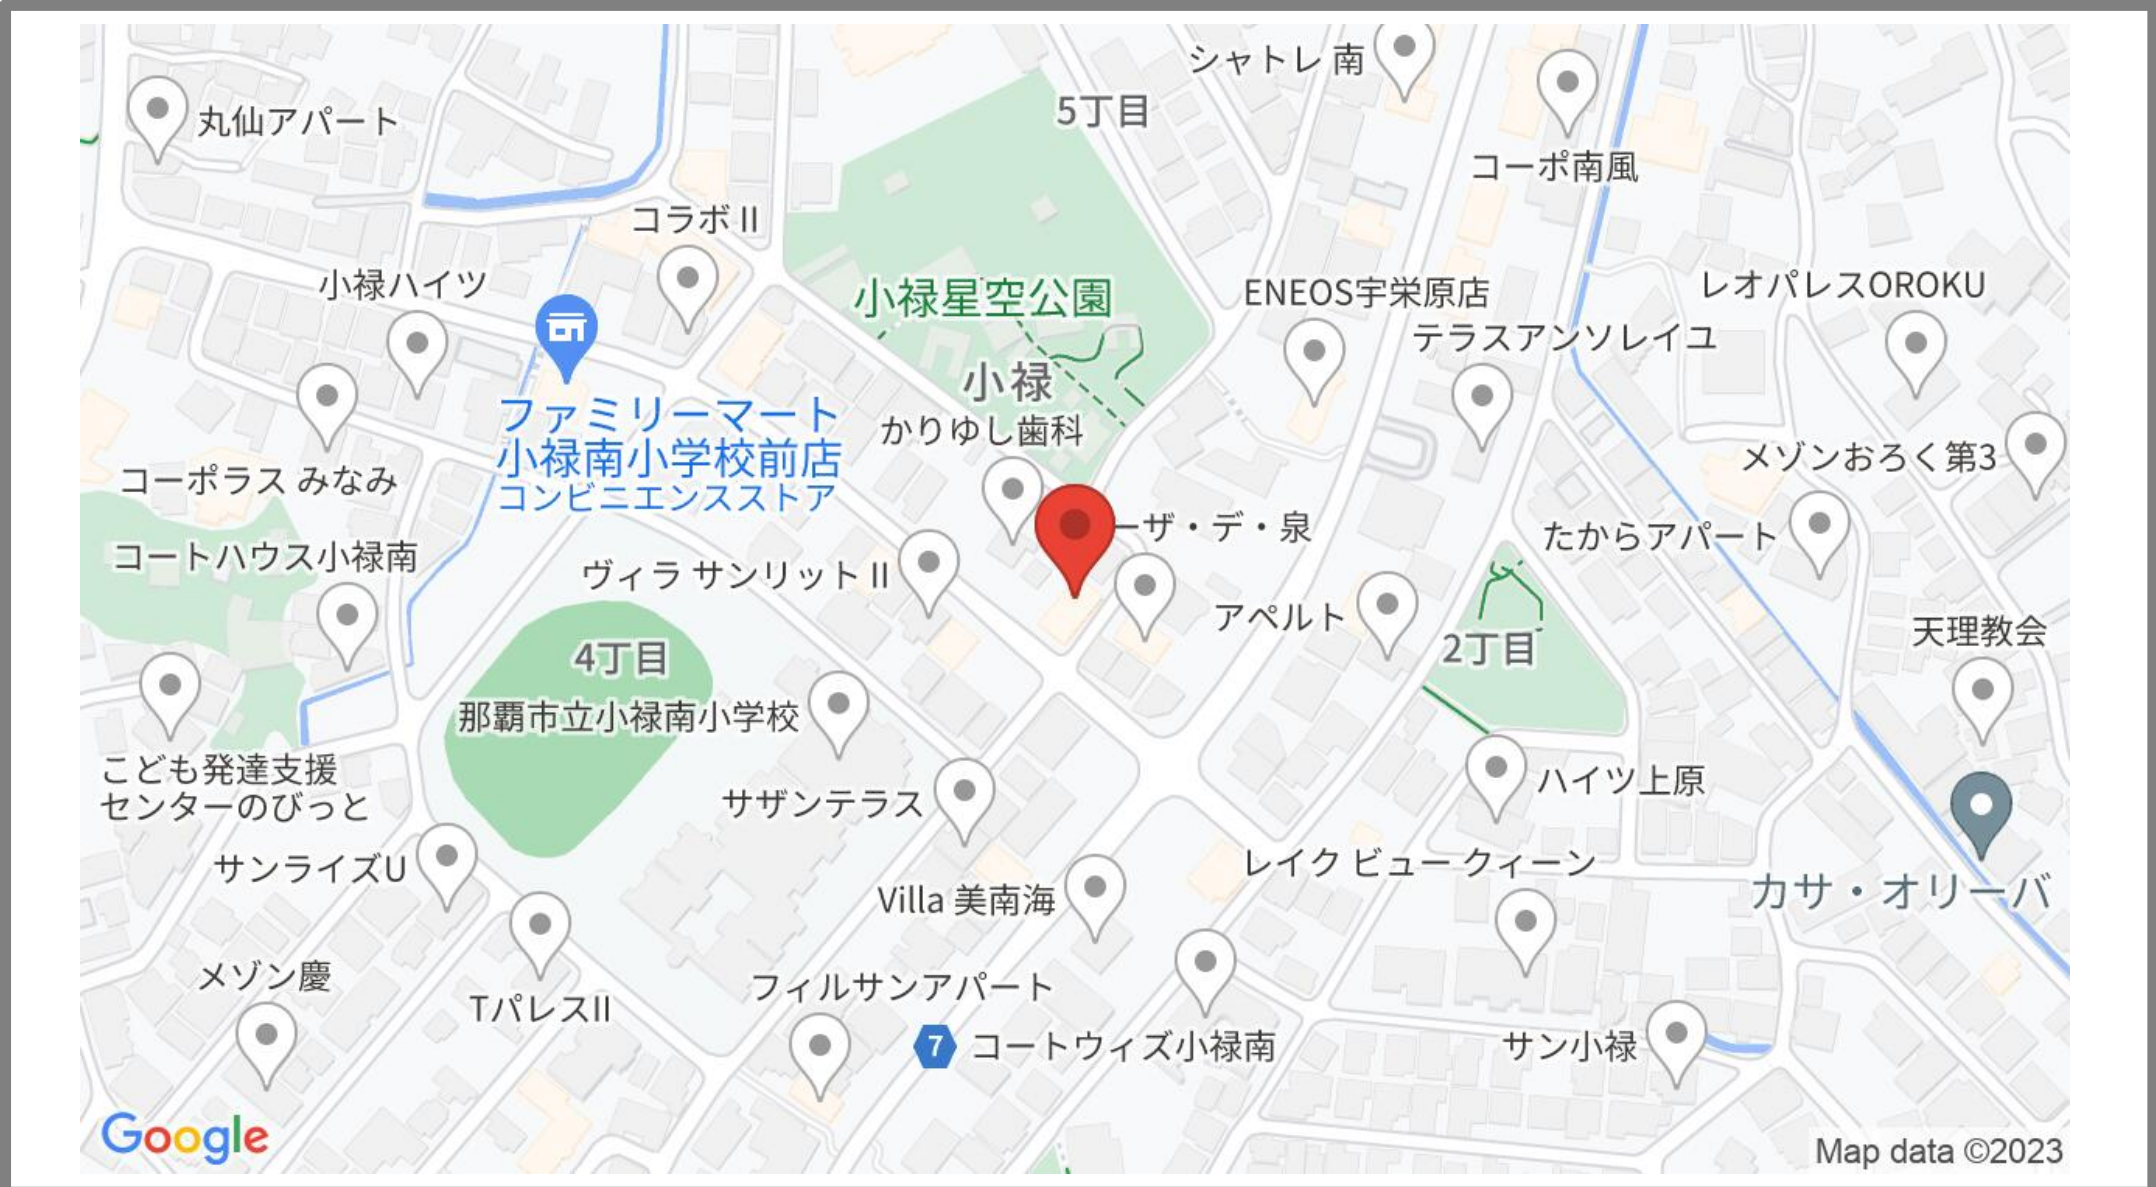 シャトレ 南
5丁目
丸仙アパート
コーポ南風
コラボ II
小禄ハイツ
小禄星空公園
ENEOS宇栄原店
レオパレスOROKU
テラスアンソレイユ
小禄
ファミリーマート
小禄南小学校前店
コンビニエンスストア
かりゆし歯科
メゾンおろく第3
コーポラス みなみ
ーザ・デ・泉
たからアパート
コートハウス小禄南
ヴィラ サンリット II
アペルト
天理教会
2丁目
4丁目
那覇市立小禄南小学校
こども発達支援
センターのびっと
ハイツ上原
サザンテラス
サンライズU
レイク ビュー クィーン
カサ・オリーバ
Villa 美南海
メゾン慶
フィルサンアパート
TパレスII
7
コートウィズ小禄南
サン小禄
Google
Map data ©2023